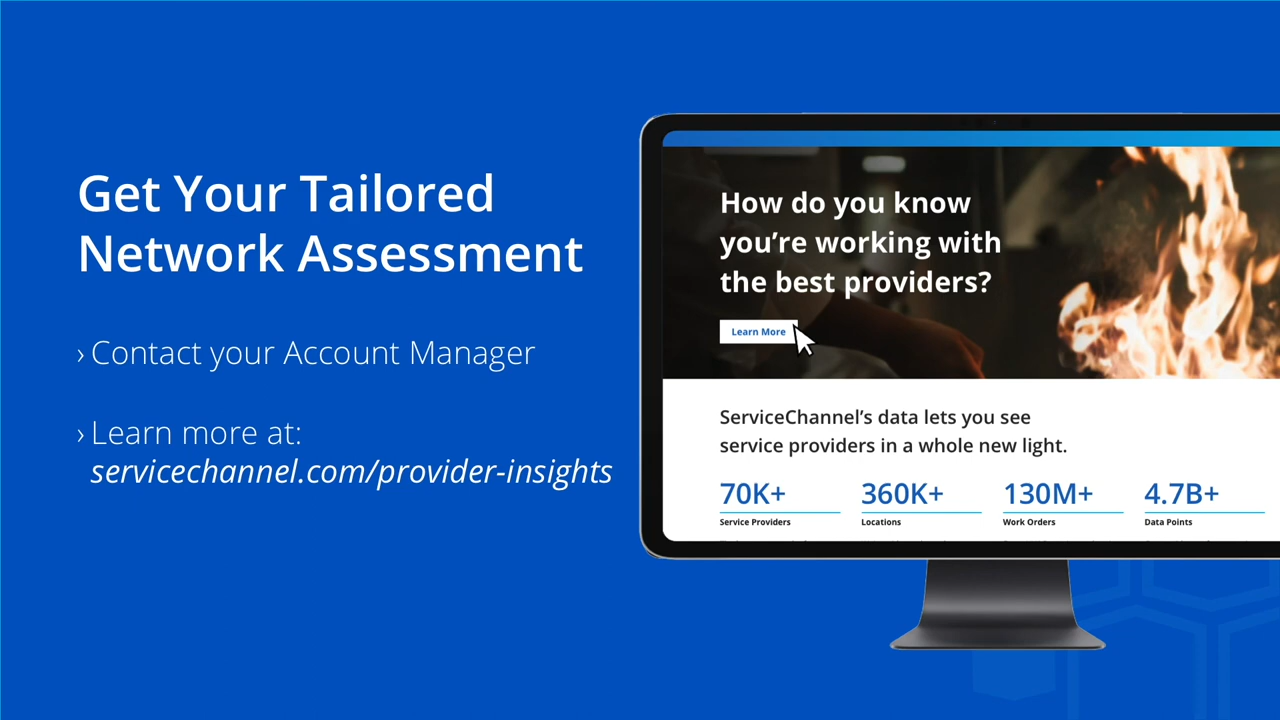 Get Your Tailored
Network Assessment
› Contact your Account Manager
› Learn more at:
servicechannel.com/provider-insights
How do you know
you’re working with
the best providers?
Learn More
ServiceChannel’s data lets you see
service providers in a whole new light.
70K+ 360K+ 130M+ 4.7B+
Service Providers Locations Work Orders Data Points